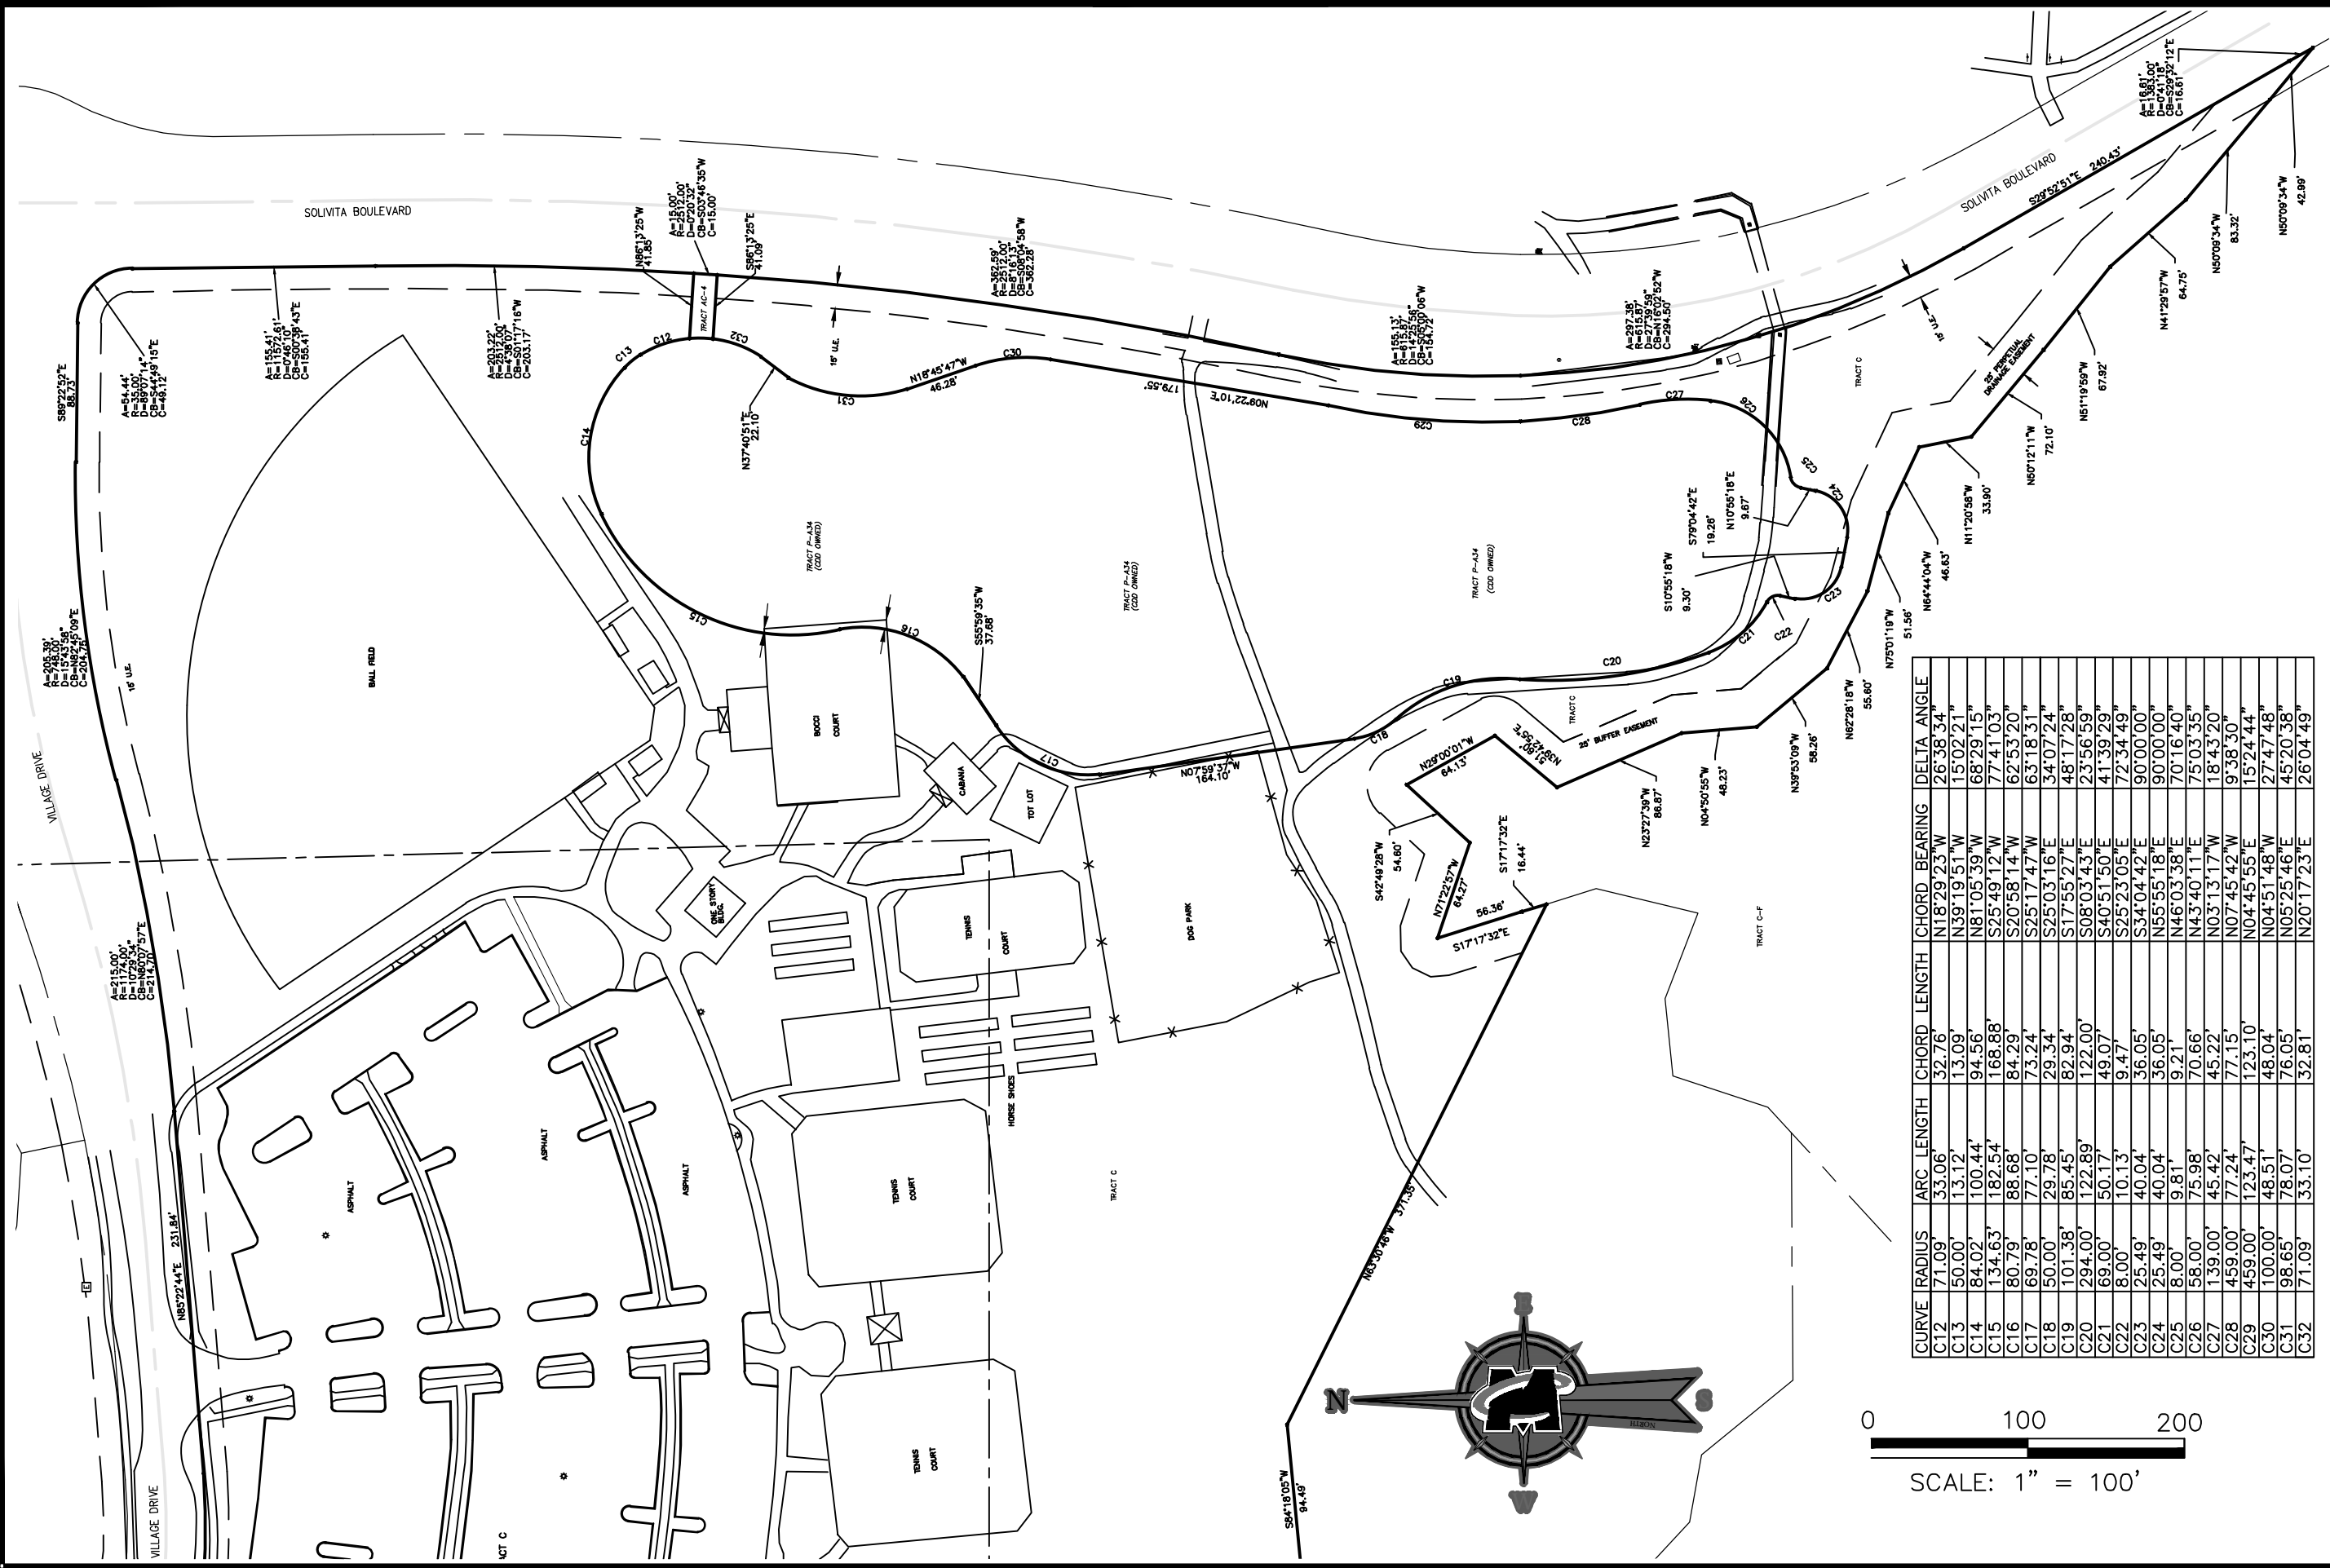 SOLIVITA BOULEVARD
N86°13'25"W
41.85'
A=15.00'
R=2512.00'
D=0°20'32"
CB=S03°46'35"W
C=15.00'
S86°13'25"E
41.09'
TRACT AC-4
A=362.59'
R=2512.00'
D=8°16'13"
CB=S08°04'58"W
C=362.28'
A=16.61'
R=1383.00'
D=0°41'18"
CB=S29°32'12"E
C=16.61'
SOLIVITA BOULEVARD
S29°52'51"E 240.43'
N50°09'34"W
42.99'
N50°09'34"W
83.32'
N41°29'57"W
64.75'
N51°19'59"W
67.92'
N50°12'11"W
72.10'
N11°20'58"W
33.90'
N64°44'04"W
46.63'
N75°01'19"W
51.56'
N62°28'18"W
55.60'
N39°53'09"W
58.26'
N04°50'55"W
48.23'
N23°27'39"W
86.87'
S89°22'52"E
88.73'
A=54.44'
R=35.00'
D=89°07'14"
CB=S44°49'15"E
C=49.12'
A=155.41'
R=11572.61'
D=0°46'10"
CB=S00°38'43"E
C=155.41'
A=203.22'
R=2512.00'
D=4°38'07"
CB=S01°17'16"W
C=203.17'
A=155.13'
R=615.87'
D=14°25'56"
CB=S05°00'06"W
C=154.72'
A=297.38'
R=615.87'
D=27°39'59"
CB=N16°02'52"W
C=294.50'
15' U.E.
15' U.E.
25' PERPETUAL
DRAINAGE EASEMENT
TRACT C
C12
C13
C14
C15
C16
C17
C18
C19
C20
C21
C22
C23
C24
C25
C26
C27
C28
C29
C30
C31
C32
N37°40'51"E
22.10'
N18°45'47"W
46.28'
N09°22'10"E
179.55'
TRACT P-A34
(CDD OWNED)
TRACT P-A34
(CDD OWNED)
TRACT P-A34
(CDD OWNED)
S79°04'42"E
19.26'
N10°55'18"E
9.67'
S10°55'18"W
9.30'
S55°59'35"W
37.68'
A=205.39'
R=748.00'
D=15°43'58"
CB=N82°45'09"E
C=204.75'
15' U.E.
VILLAGE DRIVE
A=215.00'
R=1174.00'
D=10°29'34"
CB=N80°07'57"E
C=214.70'
N85°22'44"E 231.84'
VILLAGE DRIVE
BALL FIELD
BOCCI
COURT
CABANA
TOT LOT
ONE STORY
BLDG.
TENNIS
COURT
DOG PARK
HORSE SHOES
TENNIS
COURT
TENNIS
COURT
ASPHALT
ASPHALT
ASPHALT
TRACT C
ACT C
E
N07°59'37"W
164.10'
TRACT C
25' BUFFER EASEMENT
N29°00'01"W
64.13'
N39°42'55"E
51.60'
S42°49'28"W
54.60'
N71°22'57"W
64.27'
S17°17'32"E
16.44'
56.36'
S17°17'32"E
TRACT C-F
N63°30'46"W 371.35'
S84°18'05"W
94.49'
N
E
S
W
NORTH
CURVE RADIUS ARC LENGTH CHORD LENGTH CHORD BEARING DELTA ANGLE
C12 71.09' 33.06' 32.76' N18°29'23"W 26°38'34"
C13 50.00' 13.12' 13.09' N39°19'51"W 15°02'21"
C14 84.02' 100.44' 94.56' N81°05'39"W 68°29'15"
C15 134.63' 182.54' 168.88' S25°49'12"W 77°41'03"
C16 80.79' 88.68' 84.29' S20°58'14"W 62°53'20"
C17 69.78' 77.10' 73.24' S25°17'47"W 63°18'31"
C18 50.00' 29.78' 29.34' S25°03'16"E 34°07'24"
C19 101.38' 85.45' 82.94' S17°55'27"E 48°17'28"
C20 294.00' 122.89' 122.00' S08°03'43"E 23°56'59"
C21 69.00' 50.17' 49.07' S40°51'50"E 41°39'29"
C22 8.00' 10.13' 9.47' S25°23'05"E 72°34'49"
C23 25.49' 40.04' 36.05' S34°04'42"E 90°00'00"
C24 25.49' 40.04' 36.05' N55°55'18"E 90°00'00"
C25 8.00' 9.81' 9.21' N46°03'38"E 70°16'40"
C26 58.00' 75.98' 70.66' N43°40'11"E 75°03'35"
C27 139.00' 45.42' 45.22' N03°13'17"W 18°43'20"
C28 459.00' 77.24' 77.15' N07°45'42"W 9°38'30"
C29 459.00' 123.47' 123.10' N04°45'55"E 15°24'44"
C30 100.00' 48.51' 48.04' N04°51'48"W 27°47'48"
C31 98.65' 78.07' 76.05' N05°25'46"E 45°20'38"
C32 71.09' 33.10' 32.81' N20°17'23"E 26°04'49"
0 100 200
SCALE: 1" = 100'